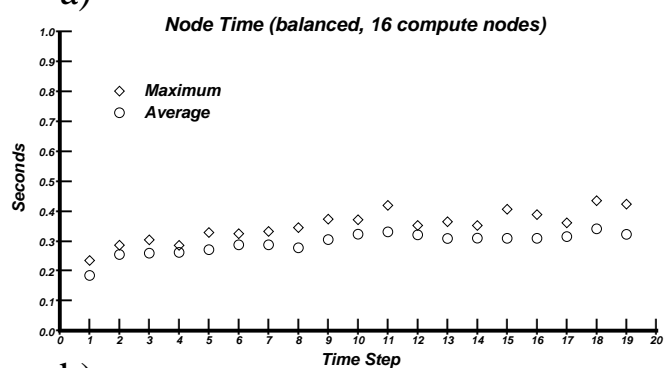 a)
Node Time (balanced, 16 compute nodes)
1.0
0.9
0.8
0.7
0.6
0.5
0.4
0.3
0.2
0.1
0.0
Maximum
Average
Seconds
0 1 2 3 4 5 6 7 8 9 10 11 12 13 14 15 16 17 18 19 20
Time Step
b)